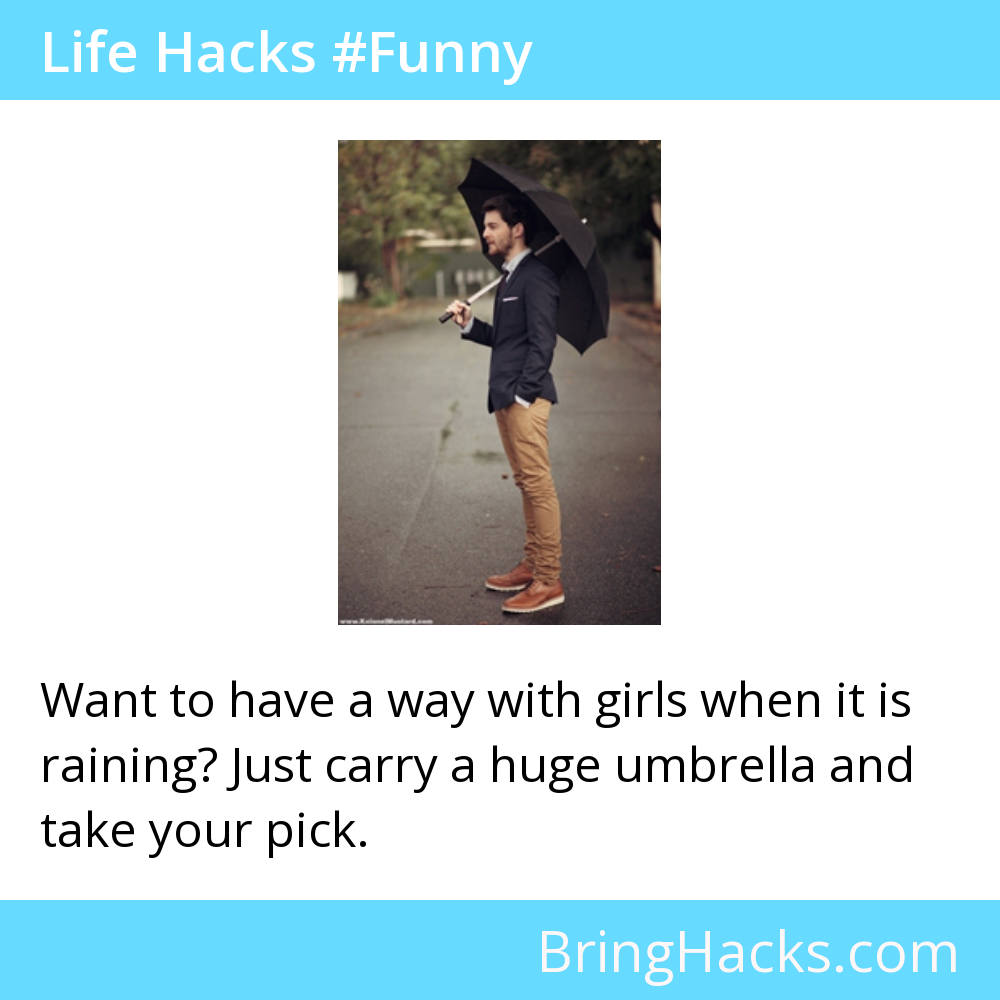 Life Hacks #Funny
www.KolonelMustard.com
Want to have a way with girls when it is
raining? Just carry a huge umbrella and
take your pick.
BringHacks.com